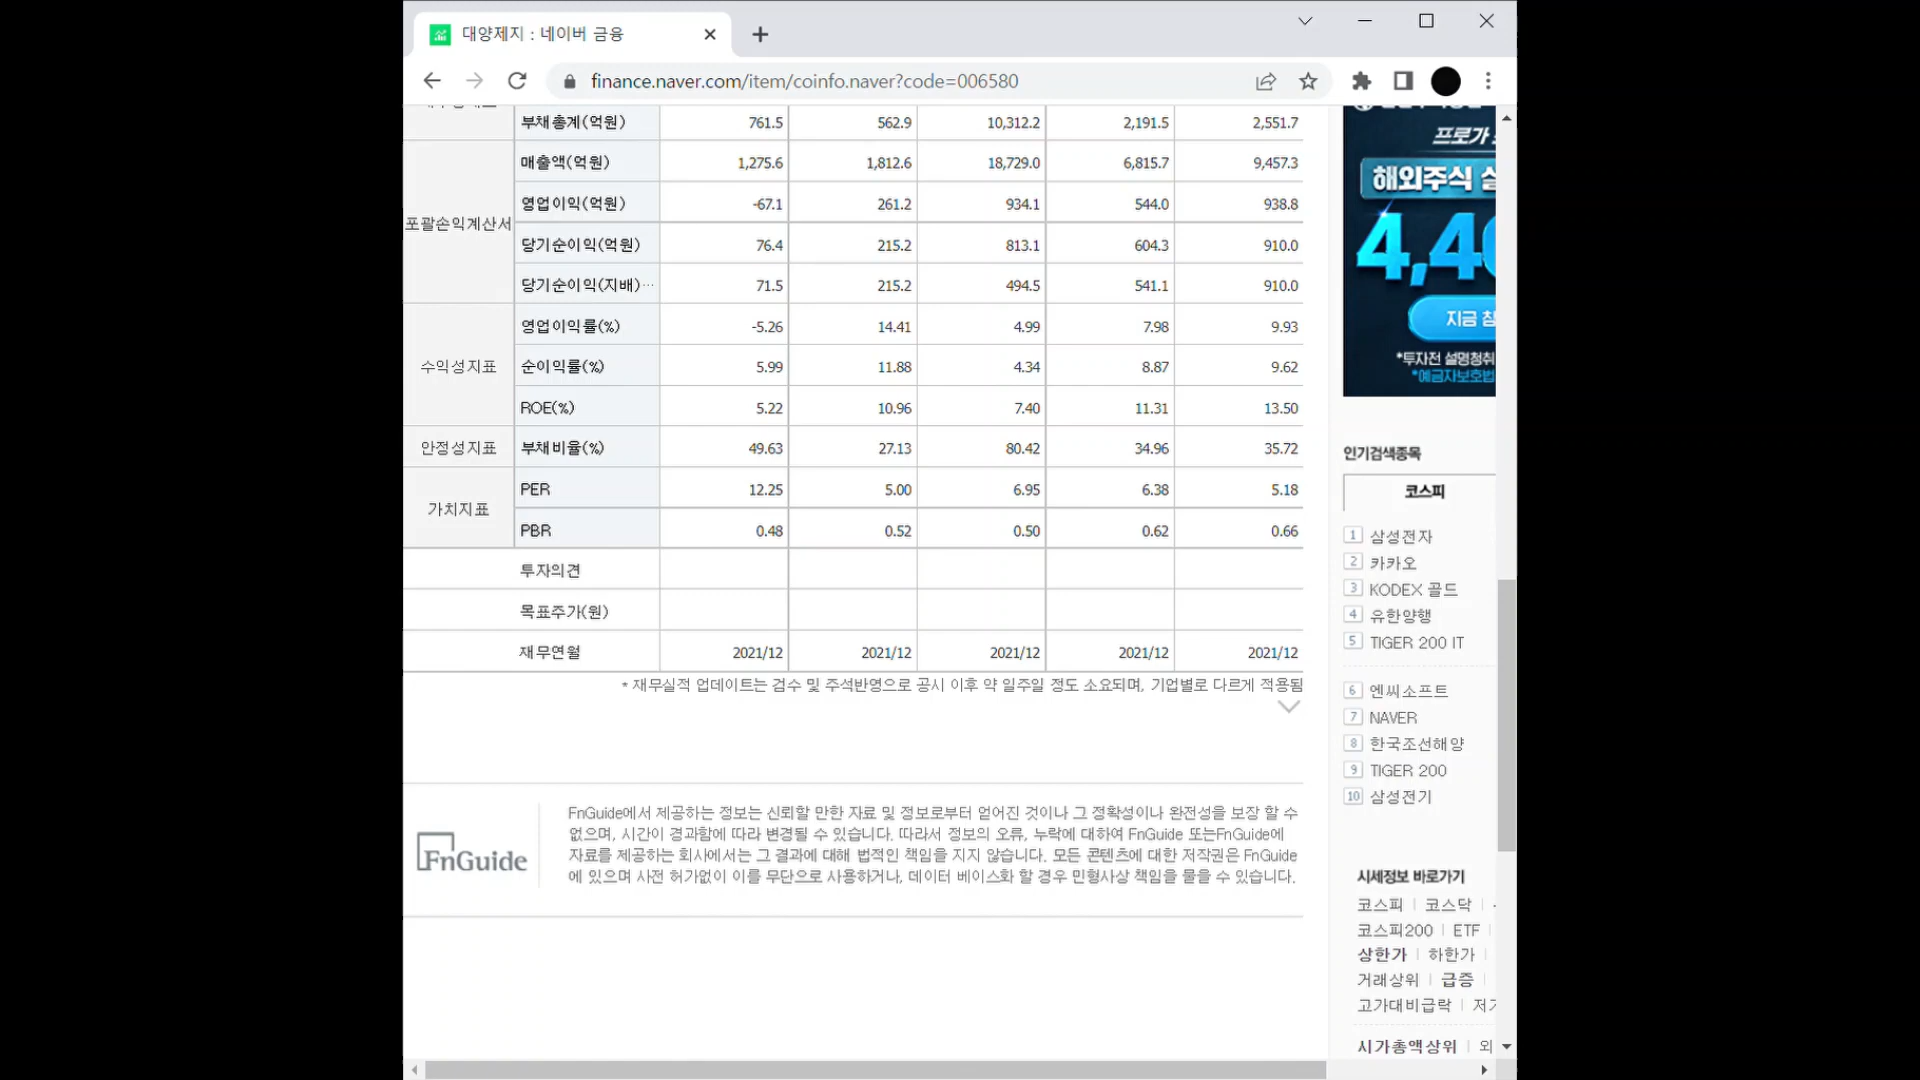 대양제지 : 네이버 금융
finance.naver.com/item/coinfo.naver?code=006580
부채총계(억원) 761.5 562.9 10,312.2 2,191.5 2,551.7
포괄손익계산서
매출액(억원) 1,275.6 1,812.6 18,729.0 6,815.7 9,457.3
영업이익(억원) -67.1 261.2 934.1 544.0 938.8
당기순이익(억원) 76.4 215.2 813.1 604.3 910.0
당기순이익(지배)… 71.5 215.2 494.5 541.1 910.0
수익성지표
영업이익률(%) -5.26 14.41 4.99 7.98 9.93
순이익률(%) 5.99 11.88 4.34 8.87 9.62
ROE(%) 5.22 10.96 7.40 11.31 13.50
안정성지표 부채비율(%) 49.63 27.13 80.42 34.96 35.72
가치지표
PER 12.25 5.00 6.95 6.38 5.18
PBR 0.48 0.52 0.50 0.62 0.66
투자의견
목표주가(원)
재무연월 2021/12 2021/12 2021/12 2021/12 2021/12
* 재무실적 업데이트는 검수 및 주석반영으로 공시 이후 약 일주일 정도 소요되며, 기업별로 다르게 적용됨
FnGuide
FnGuide에서 제공하는 정보는 신뢰할 만한 자료 및 정보로부터 얻어진 것이나 그 정확성이나 완전성을 보장 할 수
없으며, 시간이 경과함에 따라 변경될 수 있습니다. 따라서 정보의 오류, 누락에 대하여 FnGuide 또는FnGuide에
자료를 제공하는 회사에서는 그 결과에 대해 법적인 책임을 지지 않습니다. 모든 콘텐츠에 대한 저작권은 FnGuide
에 있으며 사전 허가없이 이를 무단으로 사용하거나, 데이터 베이스화 할 경우 민형사상 책임을 물을 수 있습니다.
프로가
해외주식
4,4
지금
*투자전 설명청취
*예금자보호법
인기검색종목
코스피
1 삼성전자
2 카카오
3 KODEX 골드
4 유한양행
5 TIGER 200 IT
6 엔씨소프트
7 NAVER
8 한국조선해양
9 TIGER 200
10 삼성전기
시세정보 바로가기
코스피 | 코스닥 |
코스피200 | ETF |
상한가 | 하한가 |
거래상위 | 급증 |
고가대비급락 |
시가총액상위 | 외